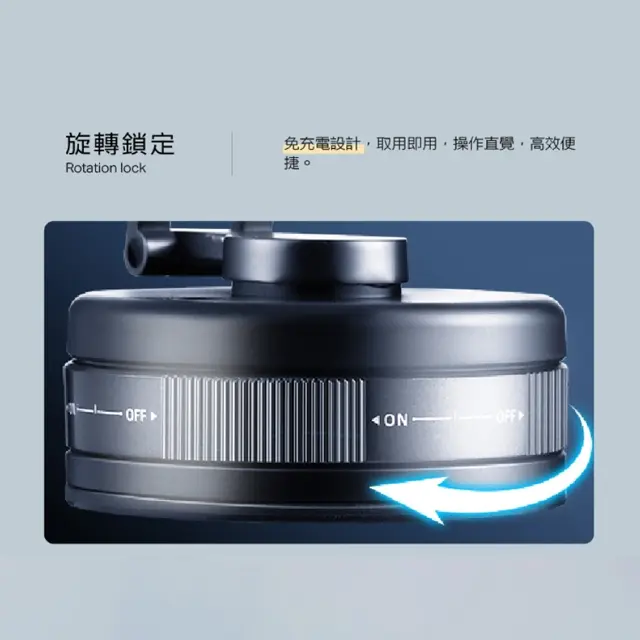 旋轉鎖定
Rotation lock
免充電設計，取用即用，操作直覺，高效便
捷。
ON — OFF ▶
◀ ON — OFF ▶